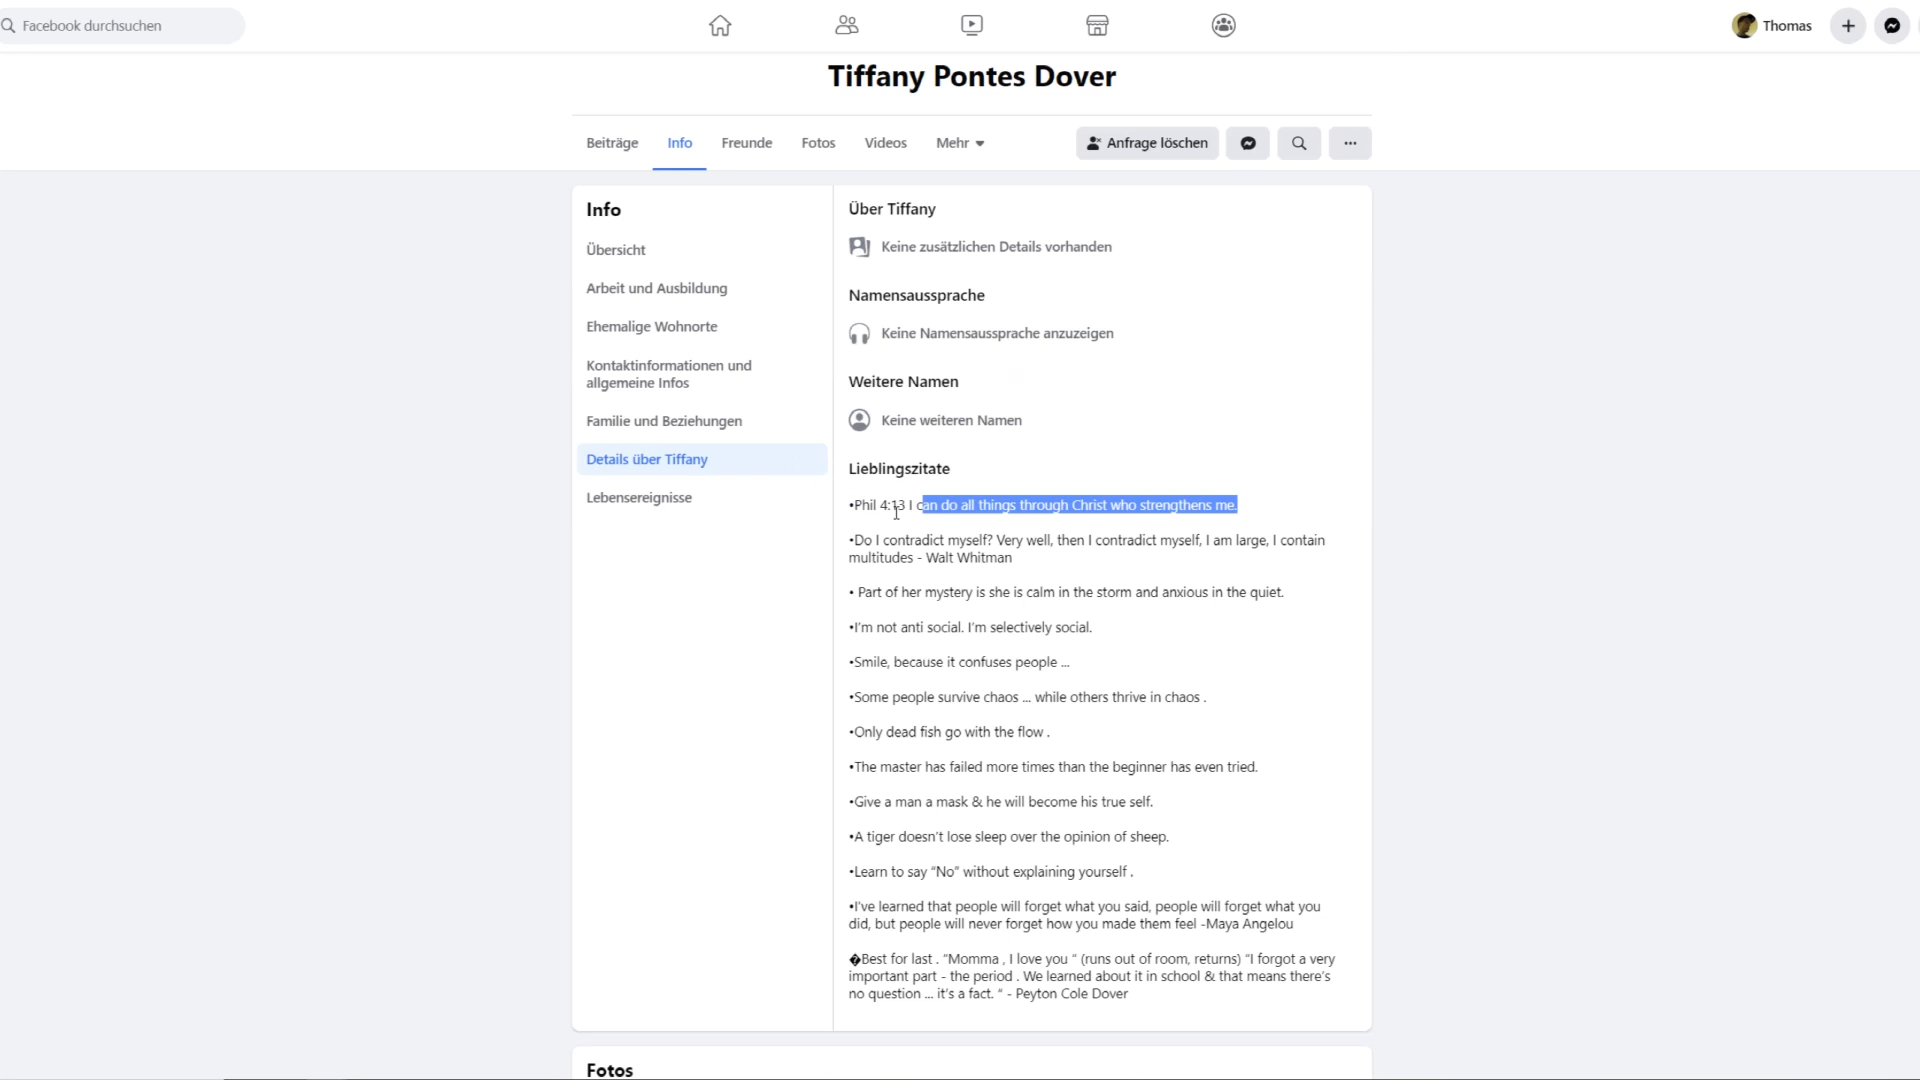 Facebook durchsuchen
Thomas
Tiffany Pontes Dover
Beiträge
Info
Freunde
Fotos
Videos
Mehr
Anfrage löschen
Info
Übersicht
Arbeit und Ausbildung
Ehemalige Wohnorte
Kontaktinformationen und
allgemeine Infos
Familie und Beziehungen
Details über Tiffany
Lebensereignisse
Über Tiffany
Keine zusätzlichen Details vorhanden
Namensaussprache
Keine Namensaussprache anzuzeigen
Weitere Namen
Keine weiteren Namen
Lieblingszitate
•Phil 4:13 I can do all things through Christ who strengthens me.
•Do I contradict myself? Very well, then I contradict myself, I am large, I contain
multitudes - Walt Whitman
• Part of her mystery is she is calm in the storm and anxious in the quiet.
•I'm not anti social. I'm selectively social.
•Smile, because it confuses people ...
•Some people survive chaos ... while others thrive in chaos .
•Only dead fish go with the flow .
•The master has failed more times than the beginner has even tried.
•Give a man a mask & he will become his true self.
•A tiger doesn't lose sleep over the opinion of sheep.
•Learn to say “No” without explaining yourself .
•I've learned that people will forget what you said, people will forget what you
did, but people will never forget how you made them feel -Maya Angelou
�Best for last . “Momma , I love you “ (runs out of room, returns) “I forgot a very
important part - the period . We learned about it in school & that means there's
no question ... it's a fact. “ - Peyton Cole Dover
Fotos